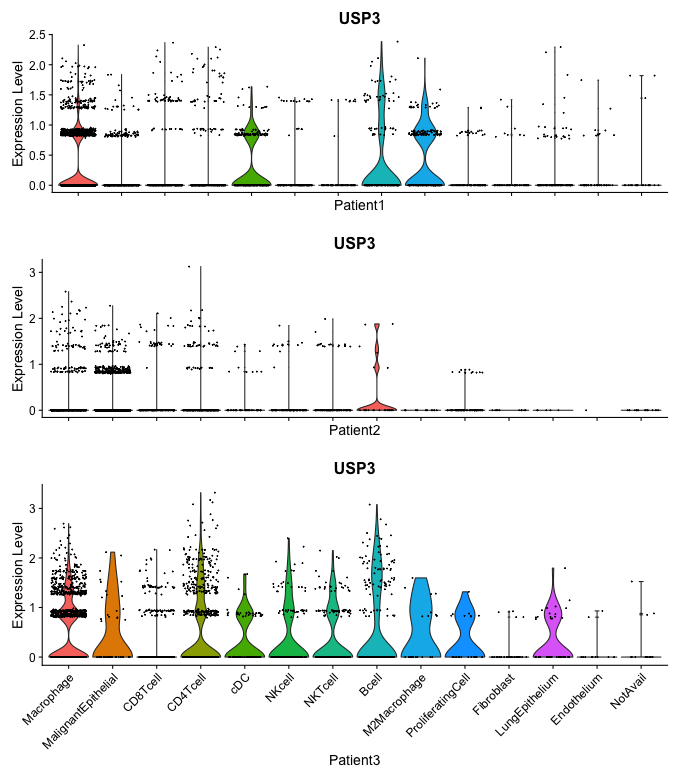 USP3
Expression Level
2.5
2.0
1.5
1.0
0.5
0.0
Patient1
USP3
Expression Level
3
2
1
0
Patient2
USP3
Expression Level
3
2
1
0
Macrophage
MalignantEpithelial
CD8Tcell
CD4Tcell
cDC
NKcell
NKTcell
Bcell
M2Macrophage
ProliferatingCell
Fibroblast
LungEpithelium
Endothelium
NotAvail
Patient3